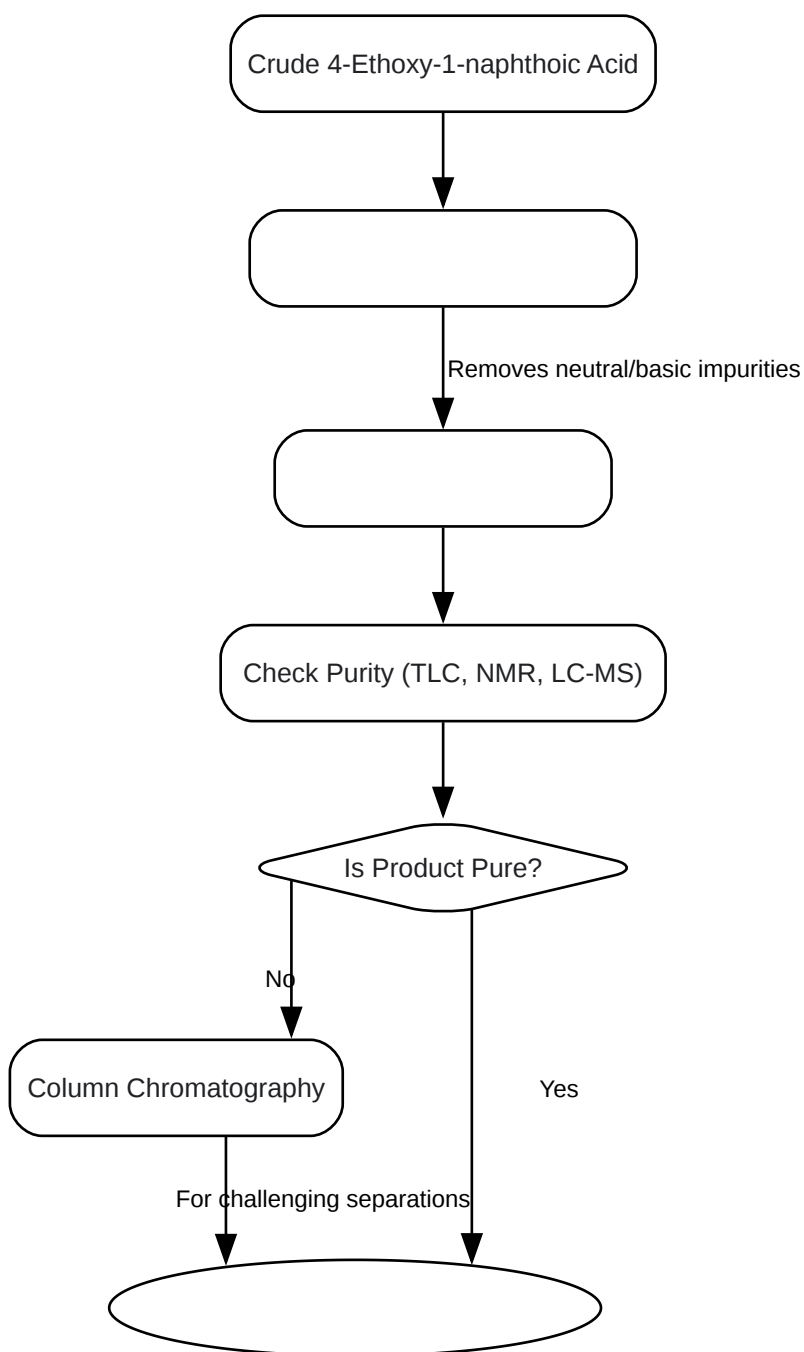 Crude 4-Ethoxy-1-naphthoic Acid
Removes neutral/basic impurities
Check Purity (TLC, NMR, LC-MS)
Is Product Pure?
No
Column Chromatography
Yes
For challenging separations